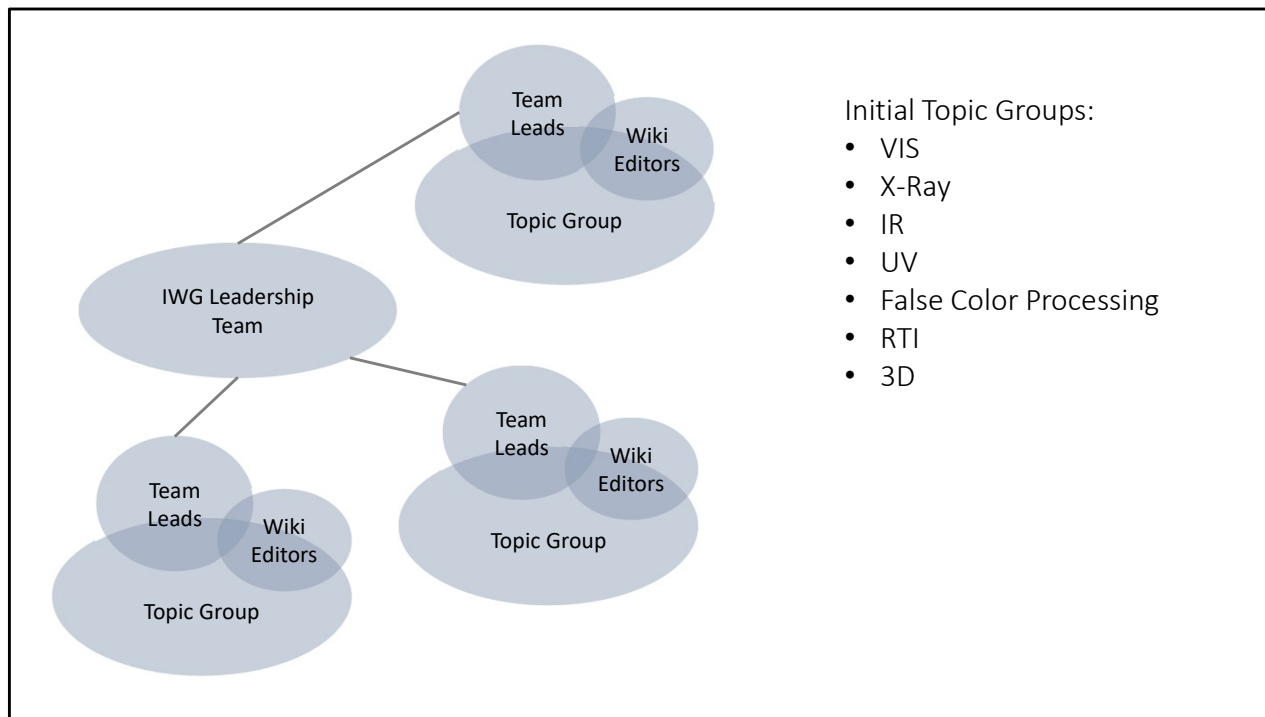 Team
Leads
Wiki
Editors
Topic Group
IWG Leadership
Team
Team
Leads
Wiki
Editors
Topic Group
Team
Leads
Wiki
Editors
Topic Group
Initial Topic Groups:
• VIS
• X-Ray
• IR
• UV
• False Color Processing
• RTI
• 3D